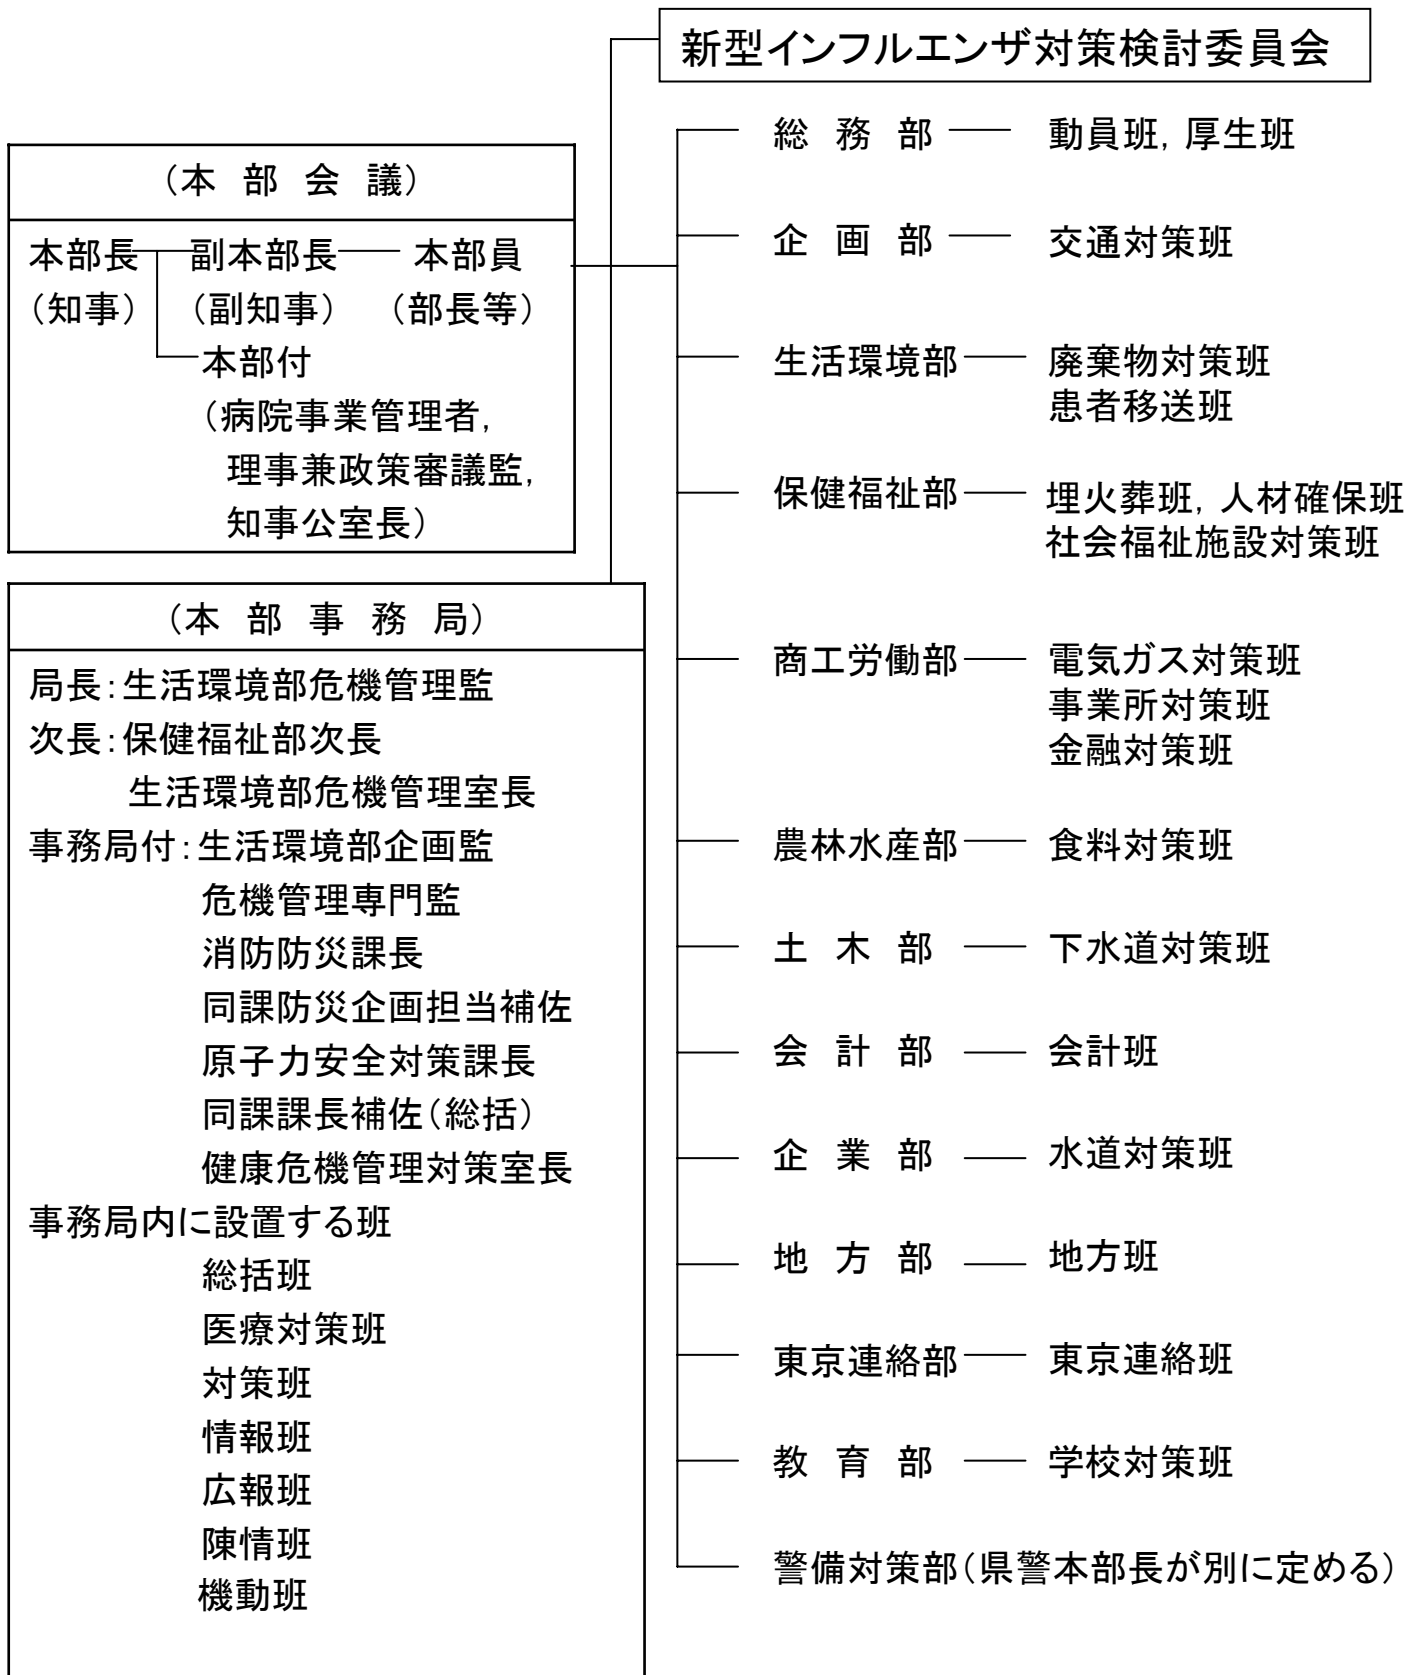 新型インフルエンザ対策検討委員会
（本 部 会 議）
本部長 副本部長 本部員
（知事） （副知事） （部長等）
本部付
（病院事業管理者,
理事兼政策審議監,
知事公室長）
（本 部 事 務 局）
局長：生活環境部危機管理監
次長：保健福祉部次長
生活環境部危機管理室長
事務局付：生活環境部企画監
危機管理専門監
消防防災課長
同課防災企画担当補佐
原子力安全対策課長
同課課長補佐（総括）
健康危機管理対策室長
事務局内に設置する班
総括班
医療対策班
対策班
情報班
広報班
陳情班
機動班
総 務 部 動員班, 厚生班
企 画 部 交通対策班
生活環境部 廃棄物対策班
患者移送班
保健福祉部 埋火葬班, 人材確保班
社会福祉施設対策班
商工労働部 電気ガス対策班
事業所対策班
金融対策班
農林水産部 食料対策班
土 木 部 下水道対策班
会 計 部 会計班
企 業 部 水道対策班
地 方 部 地方班
東京連絡部 東京連絡班
教 育 部 学校対策班
警備対策部（県警本部長が別に定める）